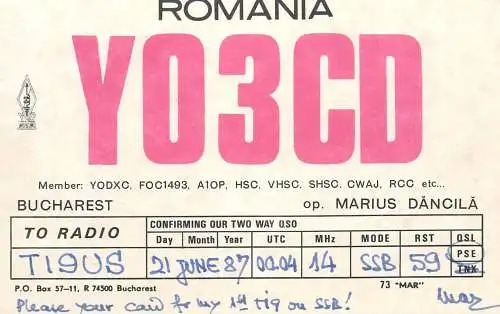 ROMANIA
YO3CD
Member: YODXC, FOC1493, A1OP, HSC, VHSC, SHSC, CWAJ, RCC etc...
BUCHAREST op. MARIUS DĂNCILĂ
TO RADIO CONFIRMING OUR TWO WAY QSO
Day Month Year UTC MHz MODE RST QSL
TI9US 21 JUNE 87 00.04 14 SSB 59 PSE
TNX
P.O. Box 57-11, R 74500 Bucharest 73 "MAR"
Please your card for my 1st TI9 on SSB! Mar